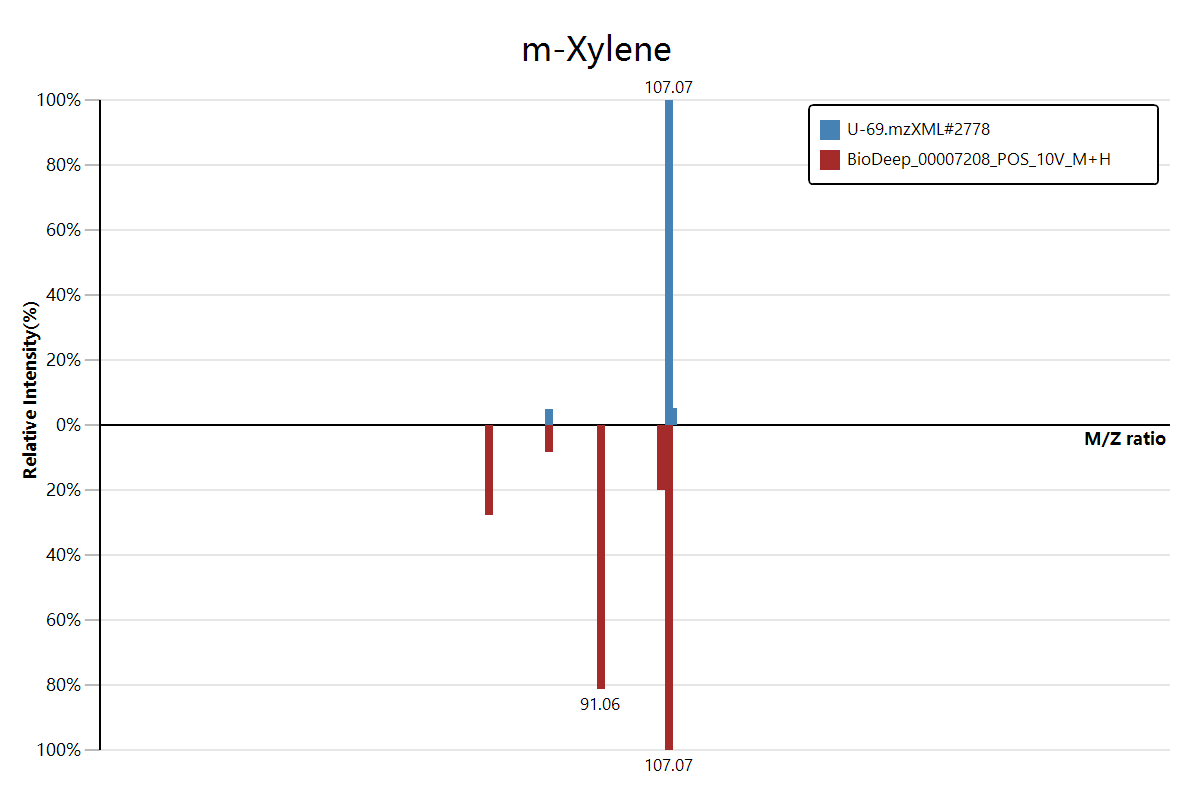 m-Xylene
107.07
U-69.mzXML#2778
BioDeep_00007208_POS_10V_M+H
100%
80%
60%
40%
20%
0%
20%
40%
60%
80%
100%
Relative Intensity(%)
M/Z ratio
91.06
107.07